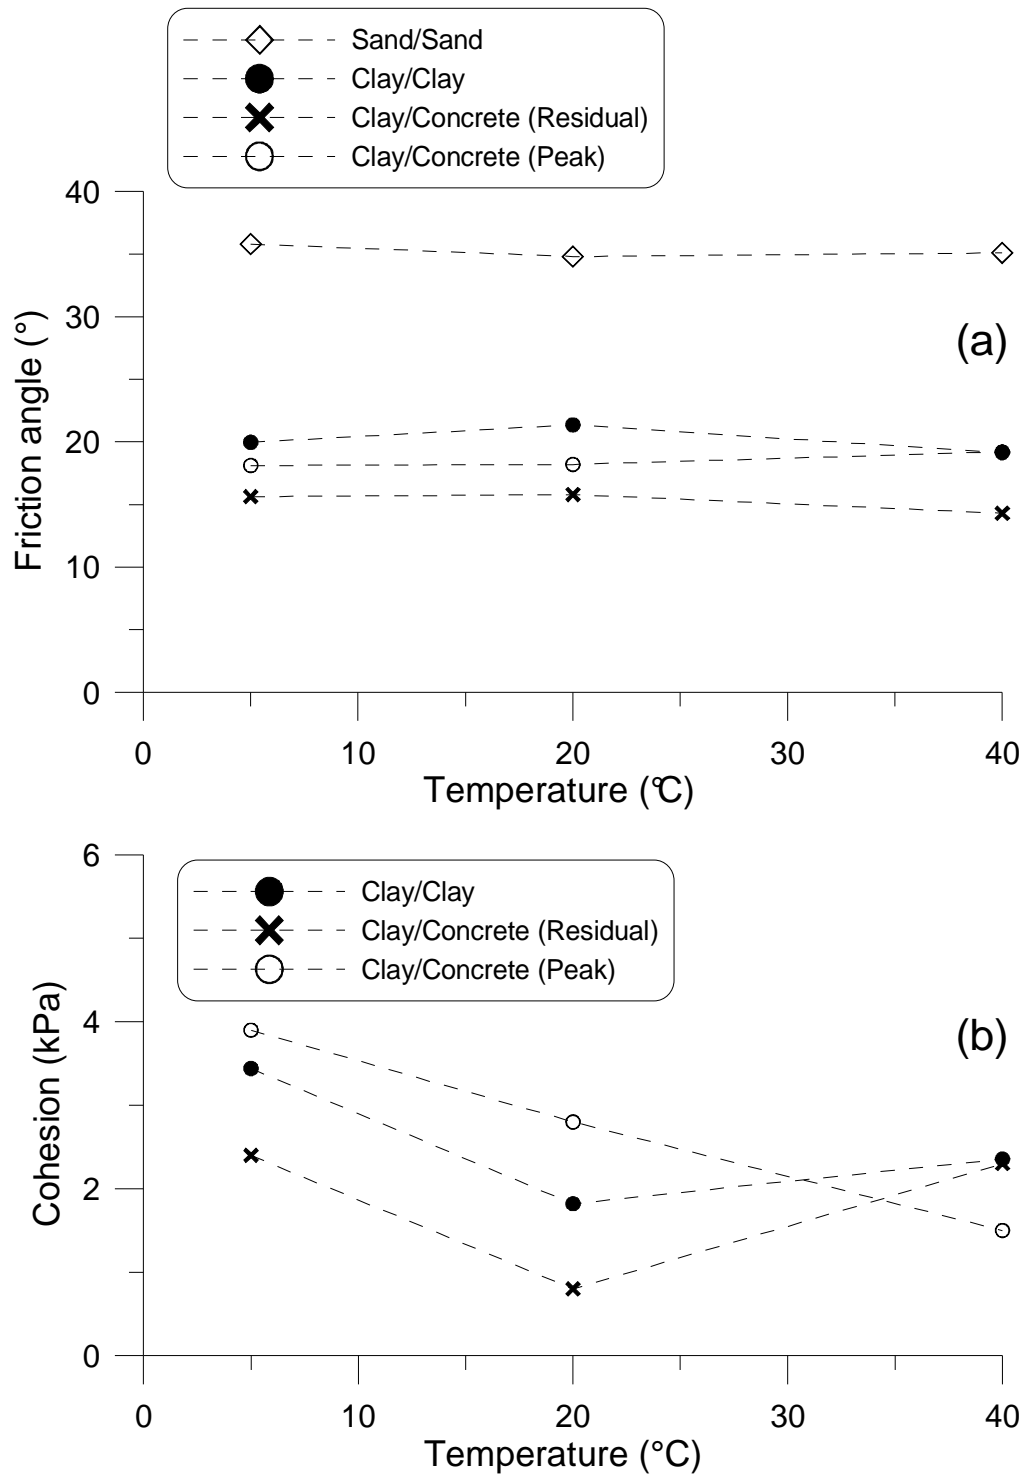 Sand/Sand
Clay/Clay
Clay/Concrete (Residual)
Clay/Concrete (Peak)
40
30
20
10
0
Friction angle (°)
(a)
0 10 20 30 40
Temperature (°C)
6
4
2
0
Cohesion (kPa)
Clay/Clay
Clay/Concrete (Residual)
Clay/Concrete (Peak)
(b)
0 10 20 30 40
Temperature (°C)